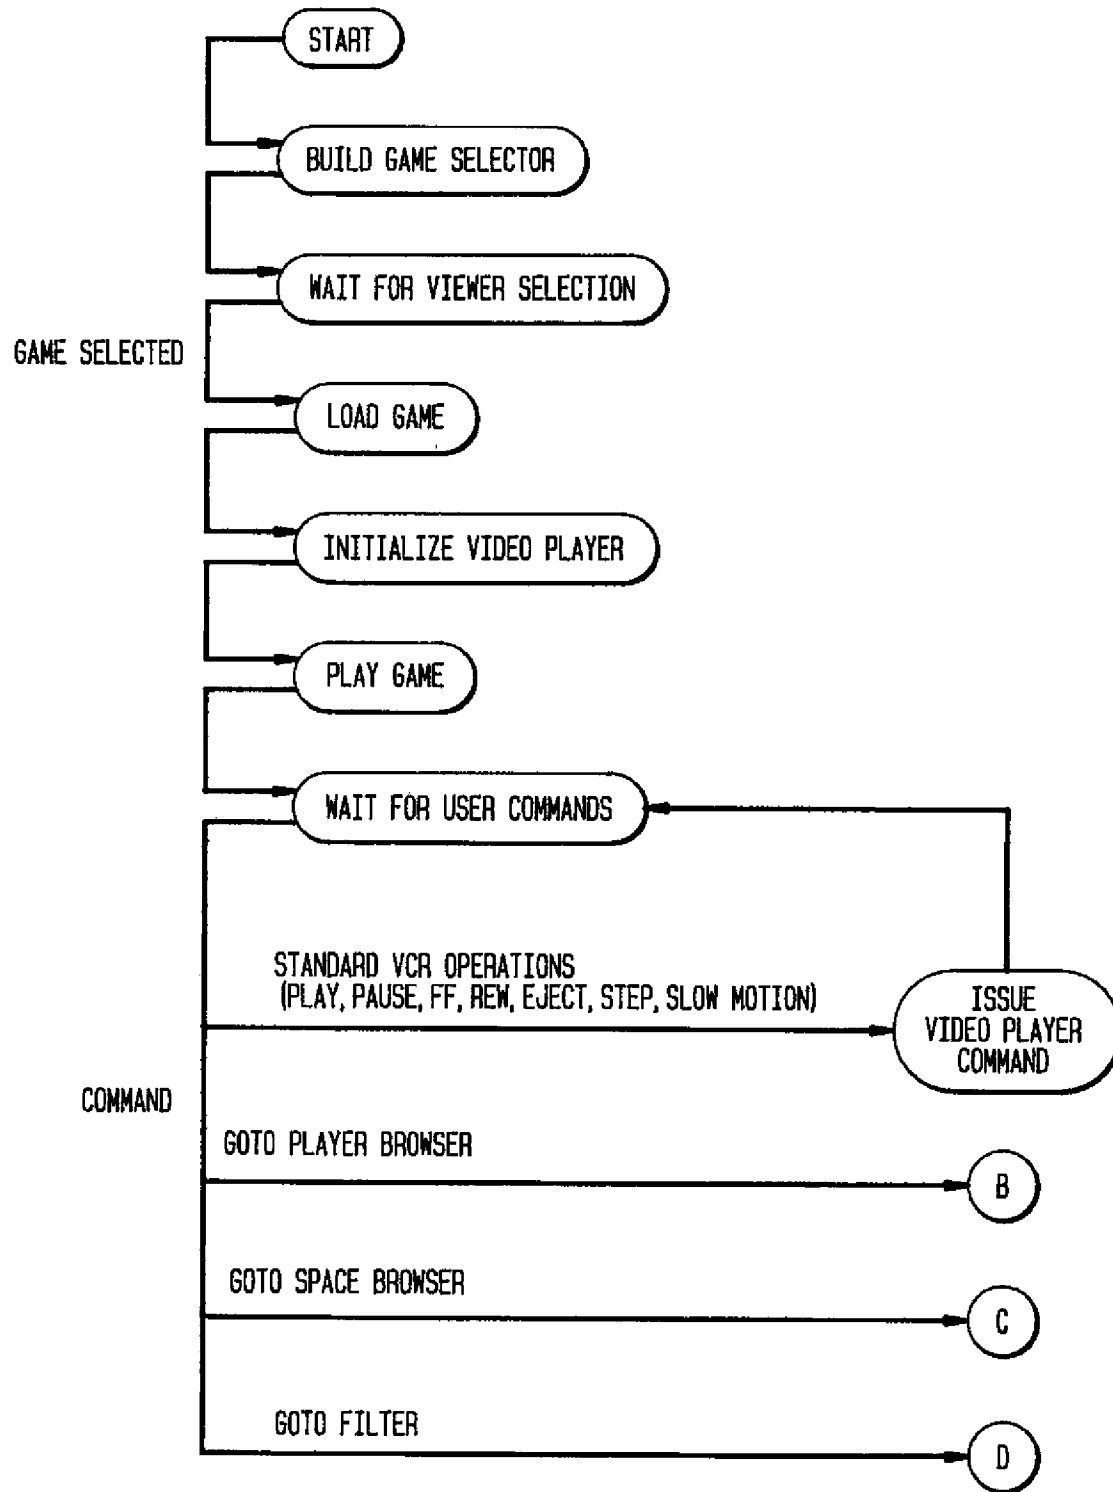 START
BUILD GAME SELECTOR
WAIT FOR VIEWER SELECTION
GAME SELECTED
LOAD GAME
INITIALIZE VIDEO PLAYER
PLAY GAME
WAIT FOR USER COMMANDS
STANDARD VCR OPERATIONS
(PLAY, PAUSE, FF, REW, EJECT, STEP, SLOW MOTION)
ISSUE
VIDEO PLAYER
COMMAND
COMMAND
GOTO PLAYER BROWSER
B
GOTO SPACE BROWSER
C
GOTO FILTER
D